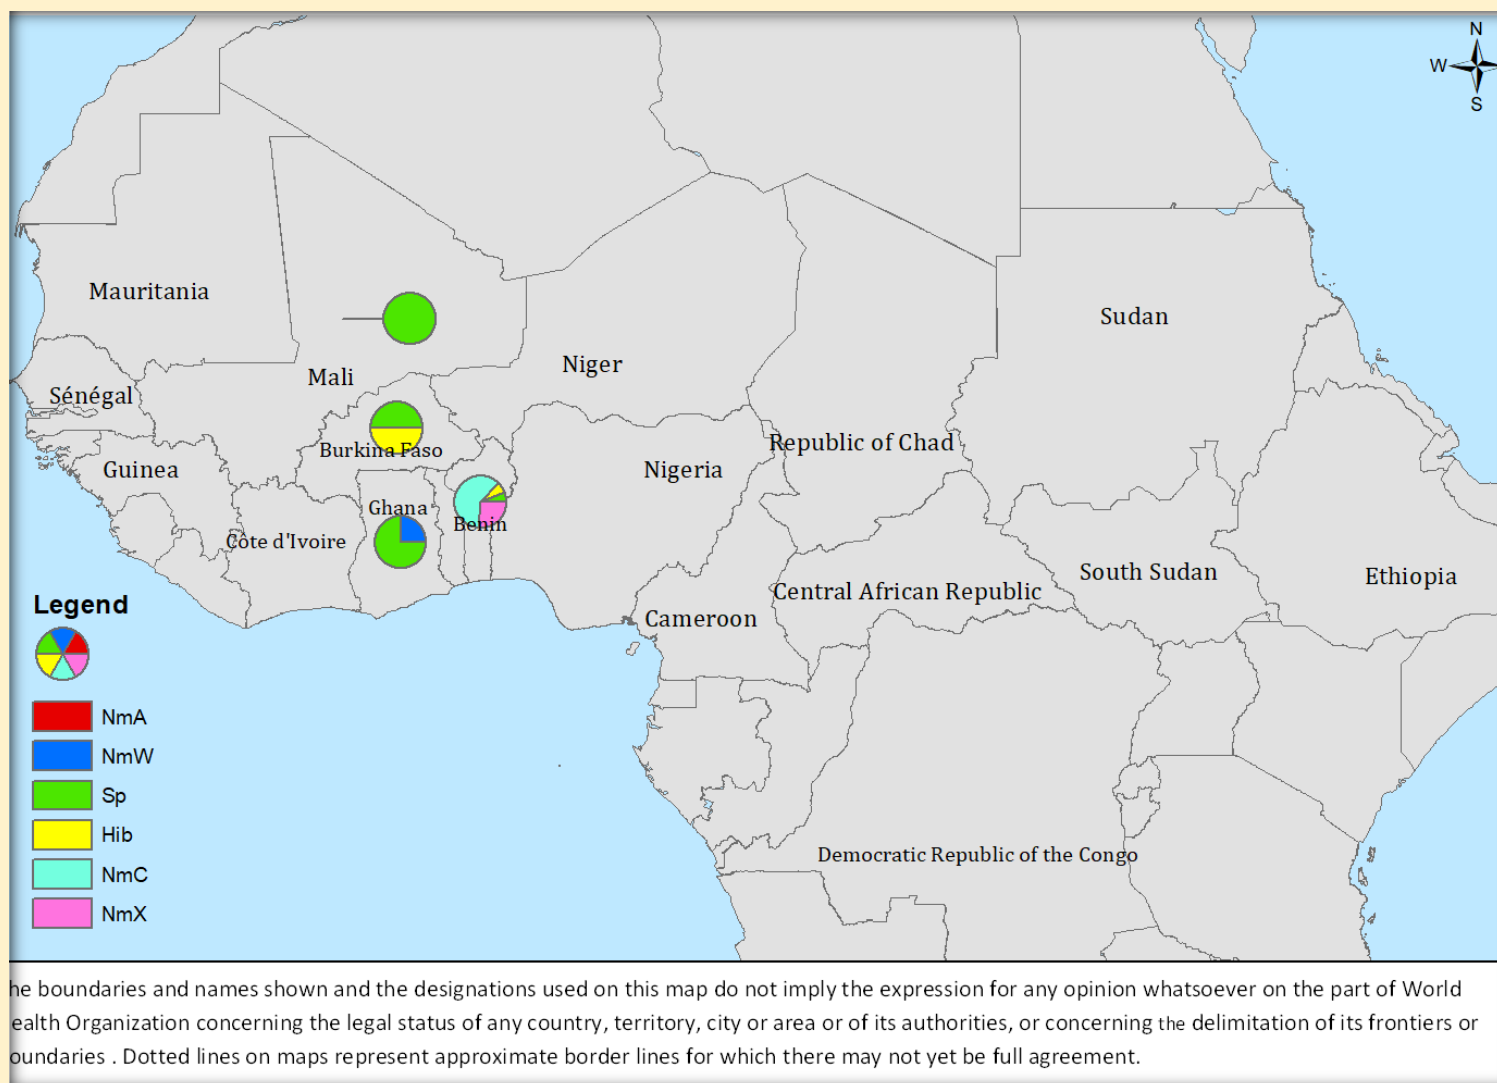 N
W
S
Mauritania
Sudan
Niger
Mali
Sénégal
Republic of Chad
Burkina Faso
Guinea
Nigeria
Ghana
Benin
Côte d'Ivoire
South Sudan
Ethiopia
Central African Republic
Cameroon
Legend
NmA
NmW
Sp
Hib
NmC
NmX
Democratic Republic of the Congo
he boundaries and names shown and the designations used on this map do not imply the expression for any opinion whatsoever on the part of World
ealth Organization concerning the legal status of any country, territory, city or area or of its authorities, or concerning the delimitation of its frontiers or
oundaries . Dotted lines on maps represent approximate border lines for which there may not yet be full agreement.